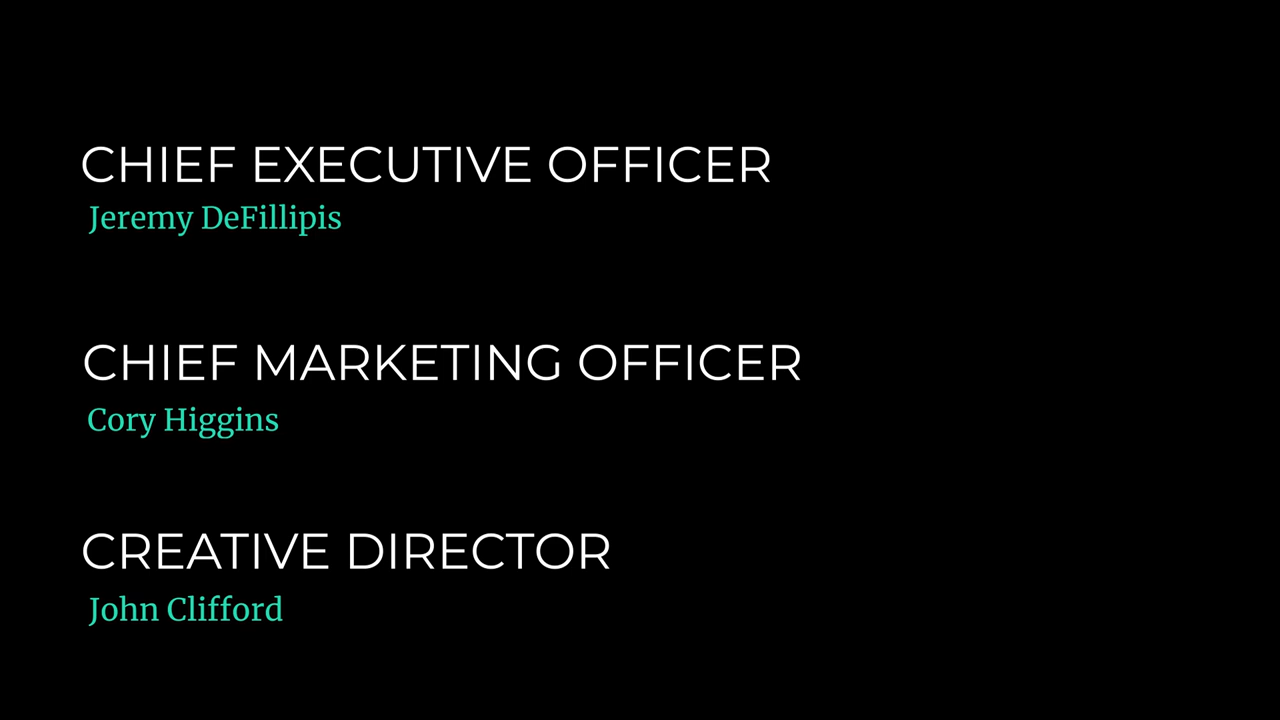 CHIEF EXECUTIVE OFFICER
Jeremy DeFillipis
CHIEF MARKETING OFFICER
Cory Higgins
CREATIVE DIRECTOR
John Clifford